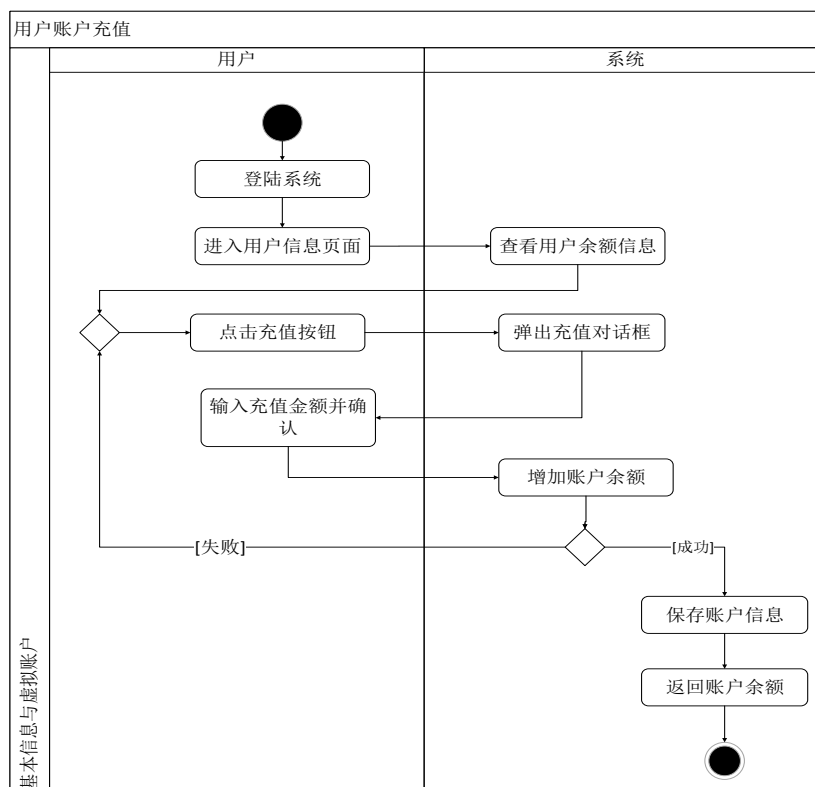 用户账户充值
用户
系统
登陆系统
进入用户信息页面
查看用户余额信息
点击充值按钮
弹出充值对话框
输入充值金额并确
认
增加账户余额
[失败]
[成功]
保存账户信息
返回账户余额
基本信息与虚拟账户